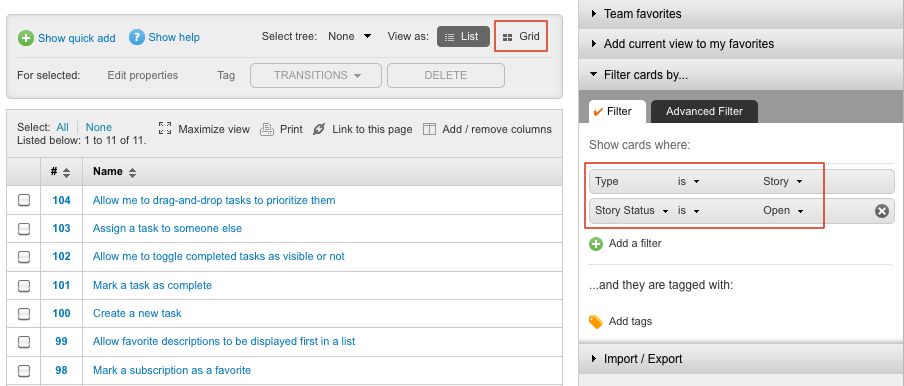 Show quick add Show help Select tree: None View as: List Grid
For selected: Edit properties Tag TRANSITIONS DELETE
Select: All None
Listed below: 1 to 11 of 11.
Maximize view Print Link to this page Add / remove columns
# Name
104 Allow me to drag-and-drop tasks to prioritize them
103 Assign a task to someone else
102 Allow me to toggle completed tasks as visible or not
101 Mark a task as complete
100 Create a new task
99 Allow favorite descriptions to be displayed first in a list
98 Mark a subscription as a favorite
Team favorites
Add current view to my favorites
Filter cards by...
Filter Advanced Filter
Show cards where:
Type is Story
Story Status is Open
Add a filter
...and they are tagged with:
Add tags
Import / Export